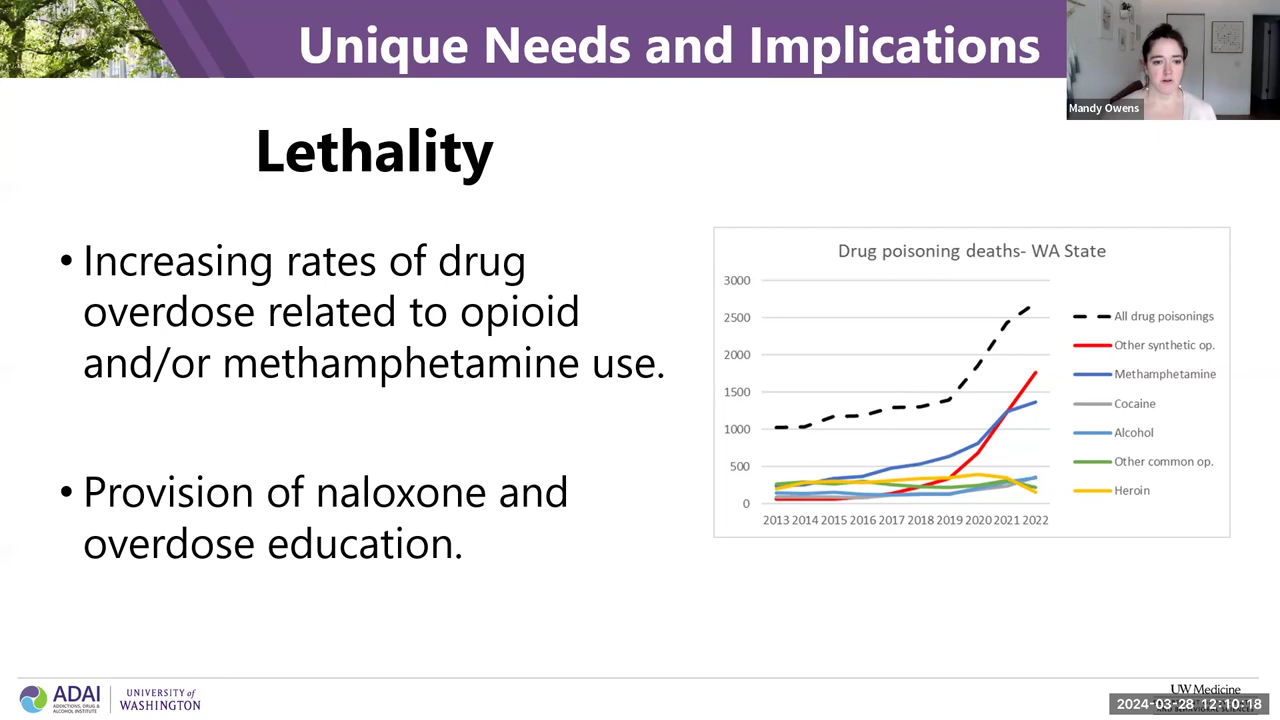 Unique Needs and Implications
Mandy Owens
Lethality
• Increasing rates of drug
overdose related to opioid
and/or methamphetamine use.
• Provision of naloxone and
overdose education.
Drug poisoning deaths- WA State
3000
2500
2000
1500
1000
500
0
2013 2014 2015 2016 2017 2018 2019 2020 2021 2022
All drug poisonings
Other synthetic op.
Methamphetamine
Cocaine
Alcohol
Other common op.
Heroin
ADAI
ADDICTIONS, DRUG &
ALCOHOL INSTITUTE
UNIVERSITY of
WASHINGTON
UW Medicine
2024-03-28 12:10:18